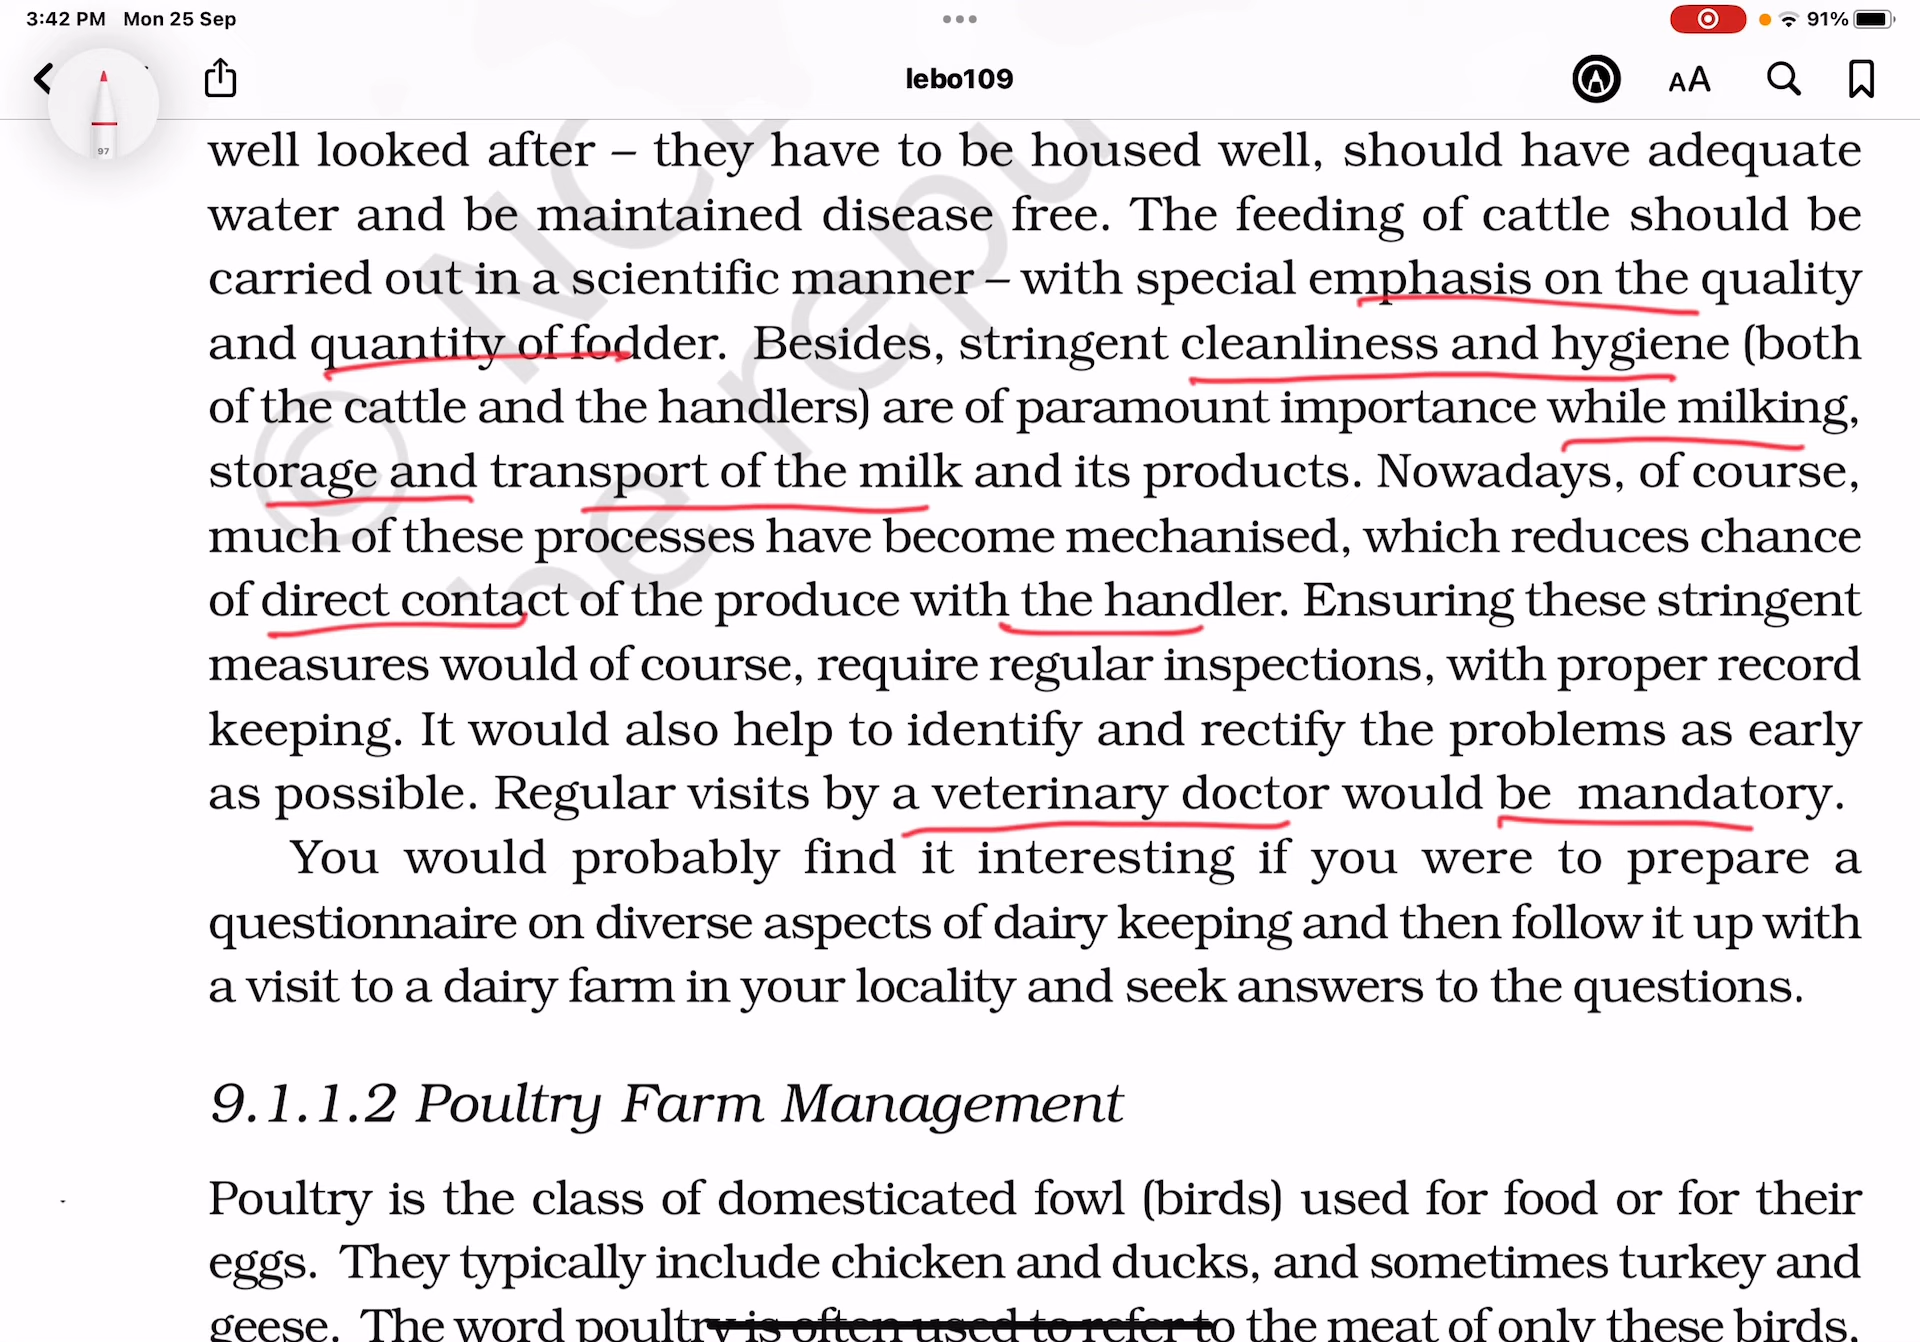 3:42 PM Mon 25 Sep
91%
lebo109
97
well looked after – they have to be housed well, should have adequate
water and be maintained disease free. The feeding of cattle should be
carried out in a scientific manner – with special emphasis on the quality
and quantity of fodder. Besides, stringent cleanliness and hygiene (both
of the cattle and the handlers) are of paramount importance while milking,
storage and transport of the milk and its products. Nowadays, of course,
much of these processes have become mechanised, which reduces chance
of direct contact of the produce with the handler. Ensuring these stringent
measures would of course, require regular inspections, with proper record
keeping. It would also help to identify and rectify the problems as early
as possible. Regular visits by a veterinary doctor would be mandatory.
You would probably find it interesting if you were to prepare a
questionnaire on diverse aspects of dairy keeping and then follow it up with
a visit to a dairy farm in your locality and seek answers to the questions.
9.1.1.2 Poultry Farm Management
Poultry is the class of domesticated fowl (birds) used for food or for their
eggs. They typically include chicken and ducks, and sometimes turkey and
geese. The word poultry is often used to refer to the meat of only these birds,